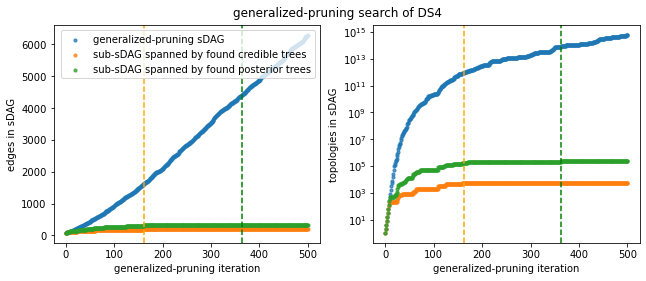 generalized-pruning search of DS4
generalized-pruning sDAG
sub-sDAG spanned by found credible trees
sub-sDAG spanned by found posterior trees
edges in sDAG
6000
5000
4000
3000
2000
1000
0
0 100 200 300 400 500
generalized-pruning iteration
topologies in sDAG
10^15
10^13
10^11
10^9
10^7
10^5
10^3
10^1
0 100 200 300 400 500
generalized-pruning iteration